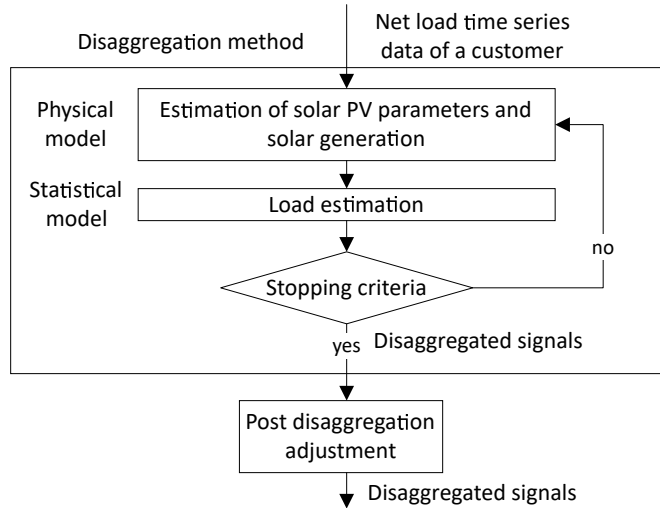 Net load time series
data of a customer
Disaggregation method
Physical
model
Estimation of solar PV parameters and
solar generation
Statistical
model
Load estimation
no
Stopping criteria
yes
Disaggregated signals
Post disaggregation
adjustment
Disaggregated signals